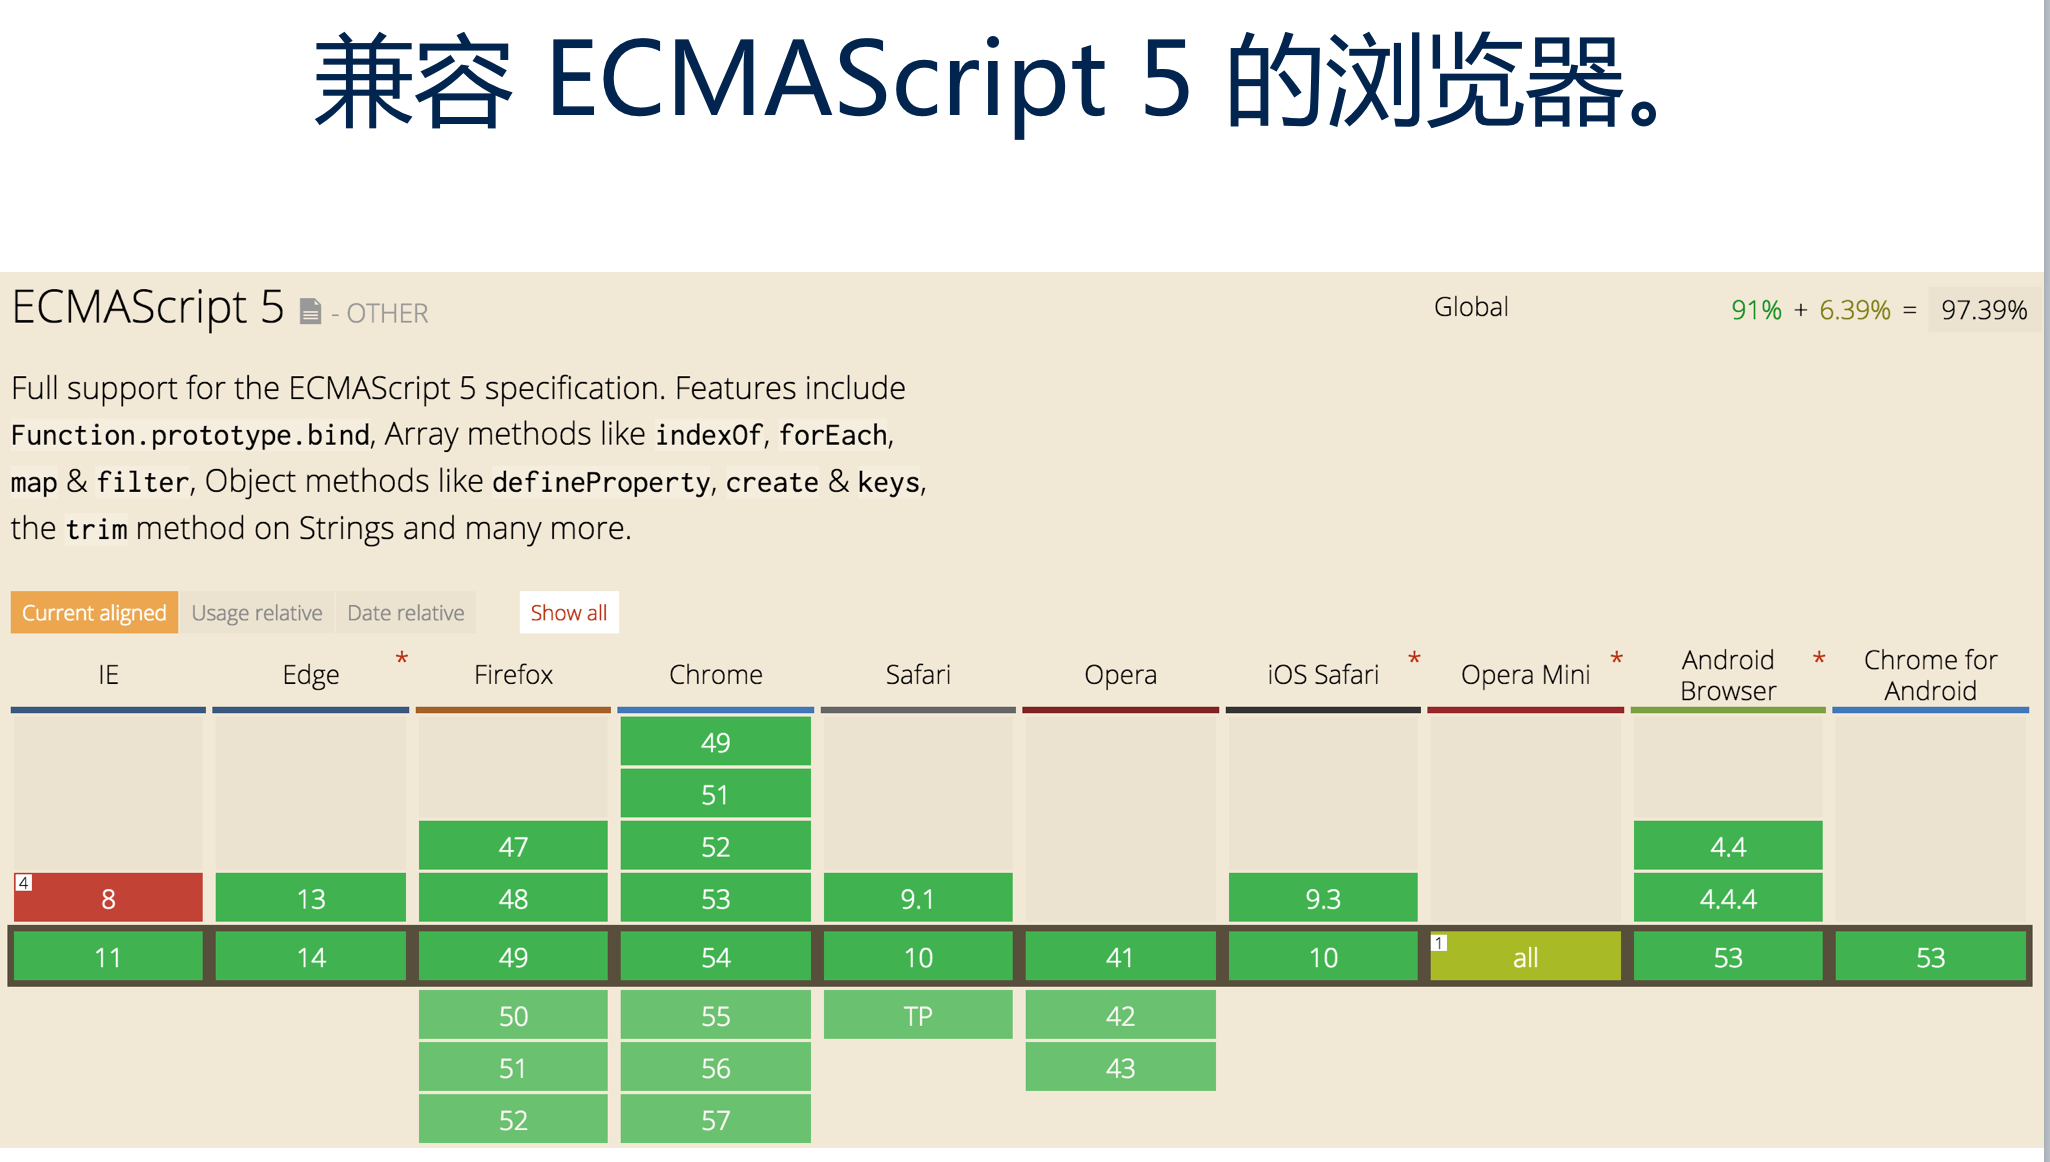 兼容 ECMAScript 5 的浏览器。
ECMAScript 5 - OTHER
Global 91% + 6.39% = 97.39%
Full support for the ECMAScript 5 specification. Features include
Function.prototype.bind, Array methods like indexOf, forEach,
map & filter, Object methods like defineProperty, create & keys,
the trim method on Strings and many more.
Current aligned Usage relative Date relative Show all
IE Edge * Firefox Chrome Safari Opera iOS Safari * Opera Mini * Android Browser * Chrome for Android
49
51
47 52 4.4
4 8 13 48 53 9.1 9.3 4.4.4
11 14 49 54 10 41 10 1 all 53 53
50 55 TP 42
51 56 43
52 57